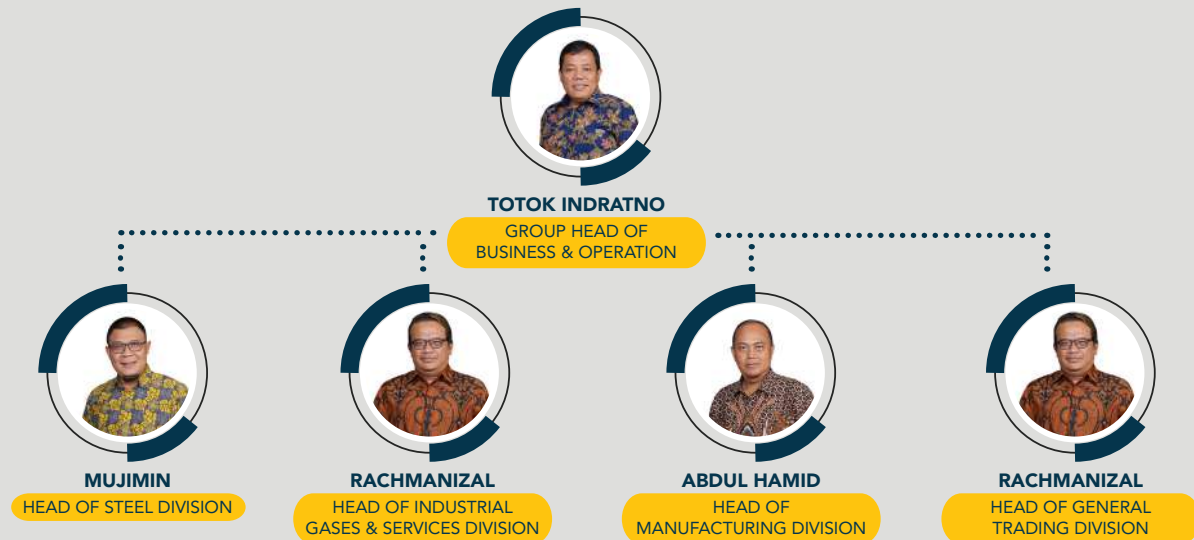 TOTOK INDRATNO
GROUP HEAD OF
BUSINESS & OPERATION
MUJIMIN
HEAD OF STEEL DIVISION
RACHMANIZAL
HEAD OF INDUSTRIAL
GASES & SERVICES DIVISION
ABDUL HAMID
HEAD OF
MANUFACTURING DIVISION
RACHMANIZAL
HEAD OF GENERAL
TRADING DIVISION